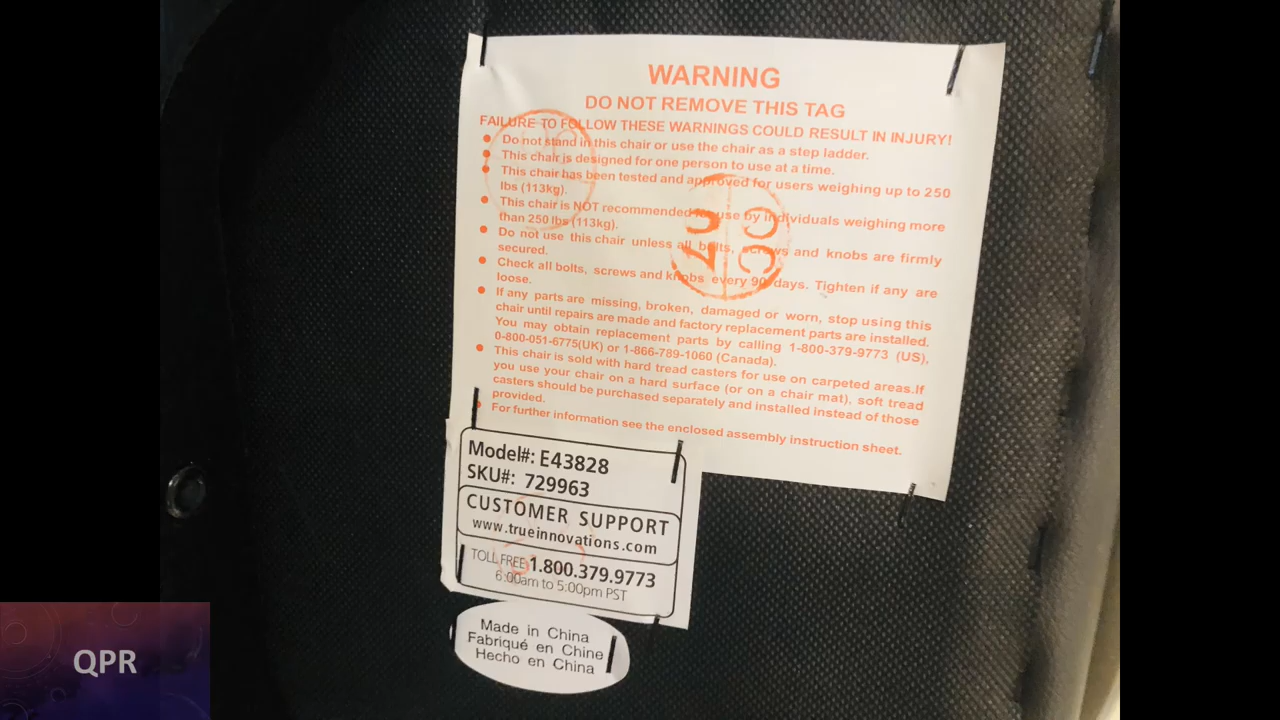 WARNING
DO NOT REMOVE THIS TAG
FAILURE TO FOLLOW THESE WARNINGS COULD RESULT IN INJURY!
Do not stand in this chair or use the chair as a step ladder.
This chair is designed for one person to use at a time.
This chair has been tested and approved for users weighing up to 250
lbs (113kg).
This chair is NOT recommended for use by individuals weighing more
than 250 lbs (113kg).
Do not use this chair unless all bolts, screws and knobs are firmly
secured.
Check all bolts, screws and knobs every 90 days. Tighten if any are
loose.
If any parts are missing, broken, damaged or worn, stop using this
chair until repairs are made and factory replacement parts are installed.
You may obtain replacement parts by calling 1-800-379-9773 (US),
0-800-051-6775(UK) or 1-866-789-1060 (Canada).
This chair is sold with hard tread casters for use on carpeted areas.If
you use your chair on a hard surface (or on a chair mat), soft tread
casters should be purchased separately and installed instead of those
provided.
For further information see the enclosed assembly instruction sheet.
Model#: E43828
SKU#: 729963
CUSTOMER SUPPORT
www.trueinnovations.com
TOLL FREE 1.800.379.9773
6:00am to 5:00pm PST
Made in China
Fabriqué en Chine
Hecho en China
QPR